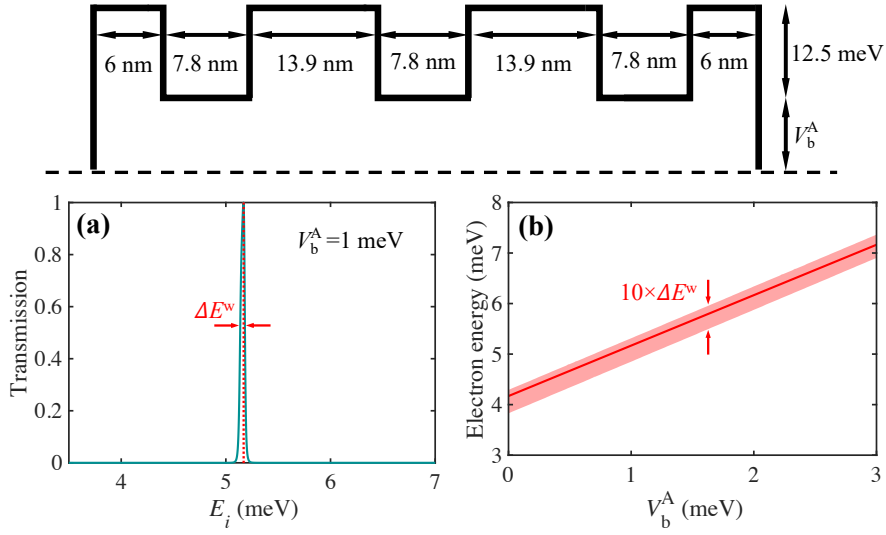 6 nm 7.8 nm 13.9 nm 7.8 nm 13.9 nm 7.8 nm 6 nm 12.5 meV
V_b^A
(a) V_b^A=1 meV
ΔE^w
Transmission
1
0.8
0.6
0.4
0.2
0
4 5 6 7
E_i (meV)
(b)
10×ΔE^w
Electron energy (meV)
8
7
6
5
4
3
0 1 2 3
V_b^A (meV)